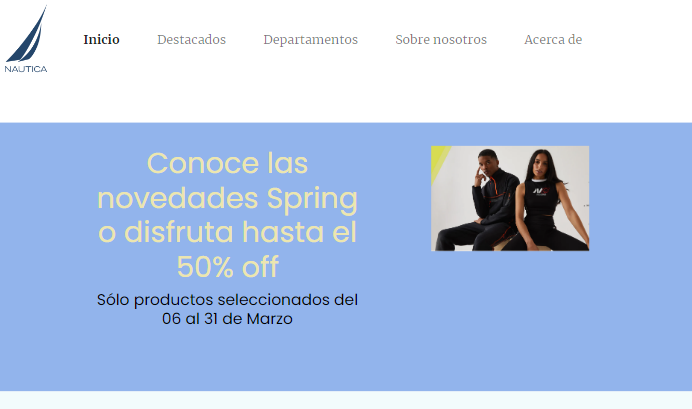 NAUTICA
Inicio Destacados Departamentos Sobre nosotros Acerca de
Conoce las
novedades Spring
o disfruta hasta el
50% off
Sólo productos seleccionados del
06 al 31 de Marzo